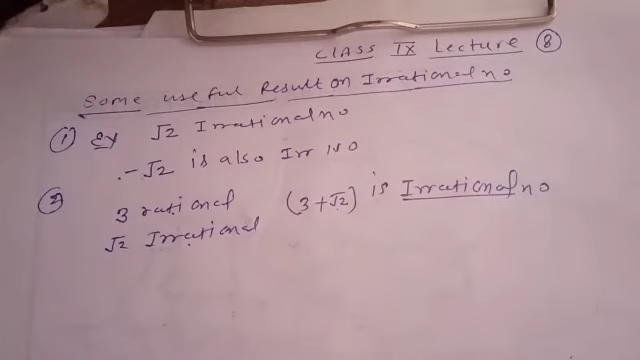 CLASS IX Lecture 8
Some useful Result on Irrational no
1 Ex √2 Irrational no
-√2 is also Irr no
2
3 rational (3+√2) is Irrational no
√2 Irrational